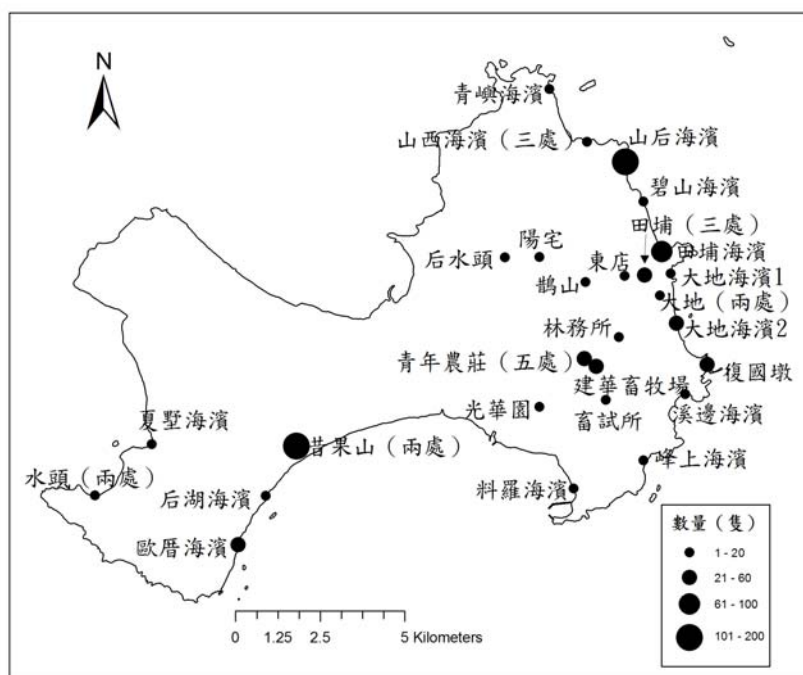 N
青嶼海濱
山西海濱（三處）
山后海濱
碧山海濱
田埔（三處）
田埔海濱
陽宅
后水頭
東店
大地海濱1
鵲山
大地（兩處）
林務所
大地海濱2
青年農莊（五處）
復國墩
建華畜牧場
光華園
畜試所
溪邊海濱
夏墅海濱
昔果山（兩處）
峰上海濱
水頭（兩處）
后湖海濱
料羅海濱
歐厝海濱
數量（隻）
1 - 20
21 - 60
61 - 100
101 - 200
0 1.25 2.5 5 Kilometers